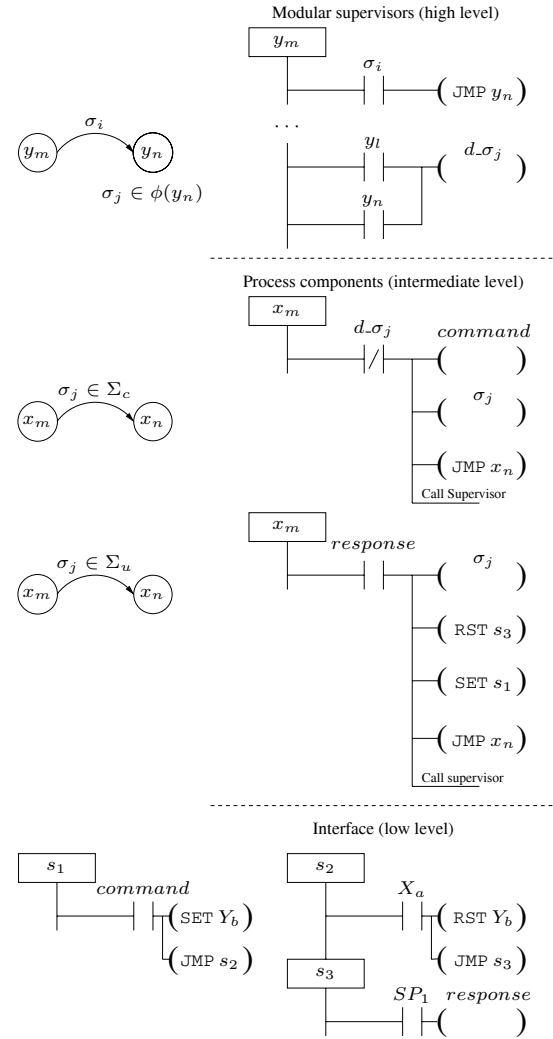 Modular supervisors (high level)
y_m
σ_i
( JMP y_n )
...
σ_i
y_m
y_n
σ_j ∈ ϕ(y_n)
y_l
d_σ_j
( )
y_n
Process components (intermediate level)
x_m
d_σ_j
command
/
( )
σ_j ∈ Σ_c
x_m
x_n
σ_j
( )
( JMP x_n )
Call Supervisor
x_m
response
σ_j
( )
σ_j ∈ Σ_u
x_m
x_n
( RST s_3 )
( SET s_1 )
( JMP x_n )
Call supervisor
Interface (low level)
s_1
command
( SET Y_b )
( JMP s_2 )
s_2
X_a
( RST Y_b )
( JMP s_3 )
s_3
SP_1
response
( )